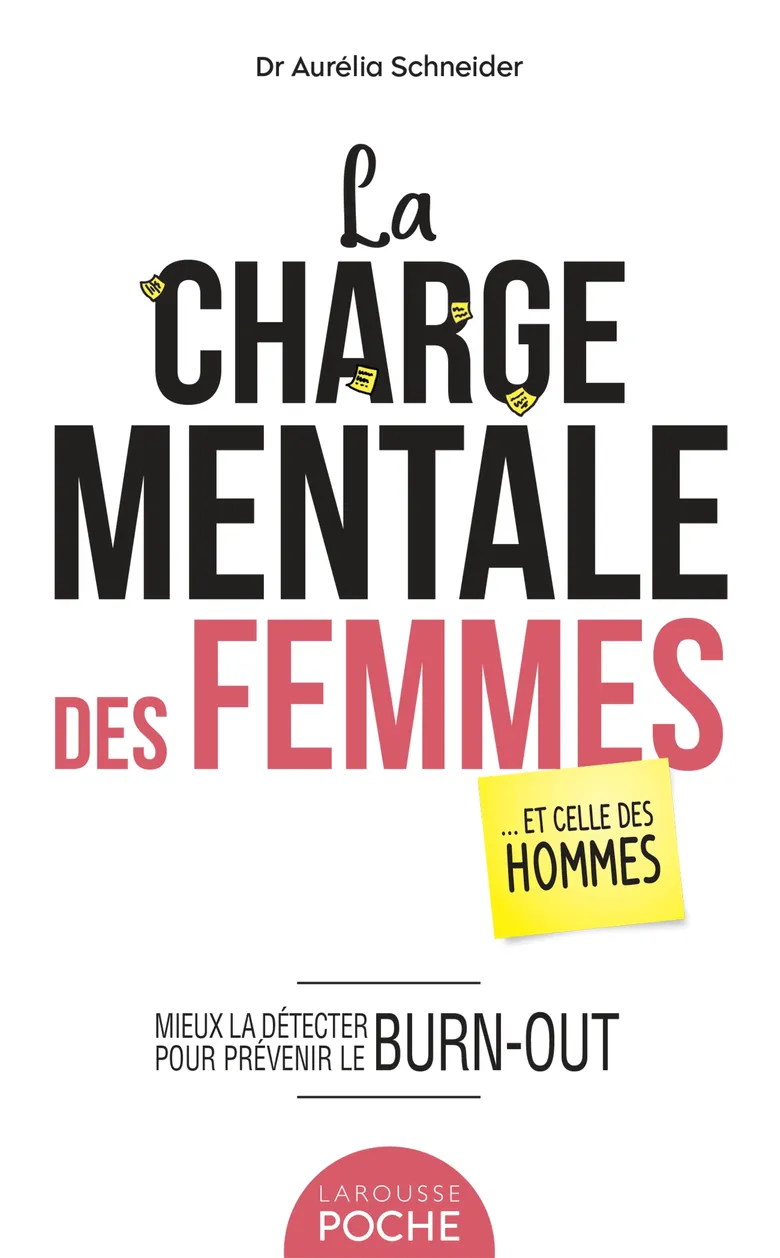 Dr Aurélia Schneider
La
CHARGE
MENTALE
DES FEMMES
... ET CELLE DES
HOMMES
MIEUX LA DÉTECTER
POUR PRÉVENIR LE BURN-OUT
LAROUSSE
POCHE